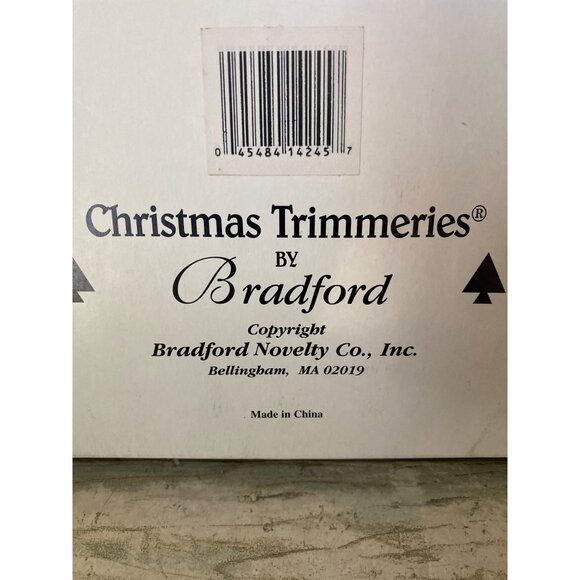 0 45484 14245 7
Christmas Trimmeries®
BY
Bradford
Copyright
Bradford Novelty Co., Inc.
Bellingham, MA 02019
Made in China